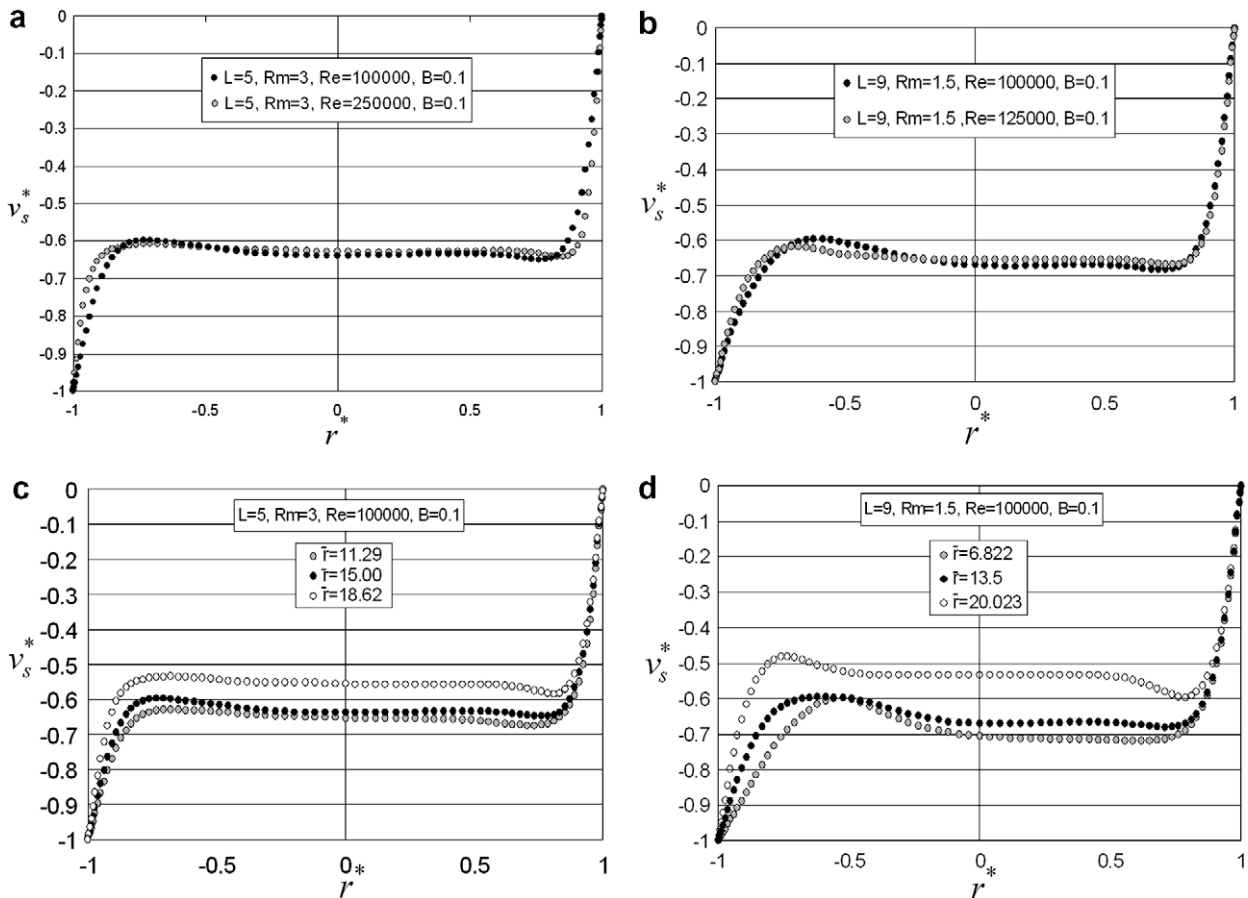 a
0
-0.1
-0.2
-0.3
-0.4
-0.5
-0.6
-0.7
-0.8
-0.9
-1
v_s^*
L=5, Rm=3, Re=100000, B=0.1
L=5, Rm=3, Re=250000, B=0.1
-1 -0.5 0 0.5 1
r^*
b
0
-0.1
-0.2
-0.3
-0.4
-0.5
-0.6
-0.7
-0.8
-0.9
-1
v_s^*
L=9, Rm=1.5, Re=100000, B=0.1
L=9, Rm=1.5 ,Re=125000, B=0.1
-1 -0.5 0 0.5 1
r^*
c
0
-0.1
-0.2
-0.3
-0.4
-0.5
-0.6
-0.7
-0.8
-0.9
-1
v_s^*
L=5, Rm=3, Re=100000, B=0.1
r̄=11.29
r̄=15.00
r̄=18.62
-1 -0.5 0 0.5 1
r^*
d
0
-0.1
-0.2
-0.3
-0.4
-0.5
-0.6
-0.7
-0.8
-0.9
-1
v_s^*
L=9, Rm=1.5, Re=100000, B=0.1
r̄=6.822
r̄=13.5
r̄=20.023
-1 -0.5 0 0.5 1
r^*